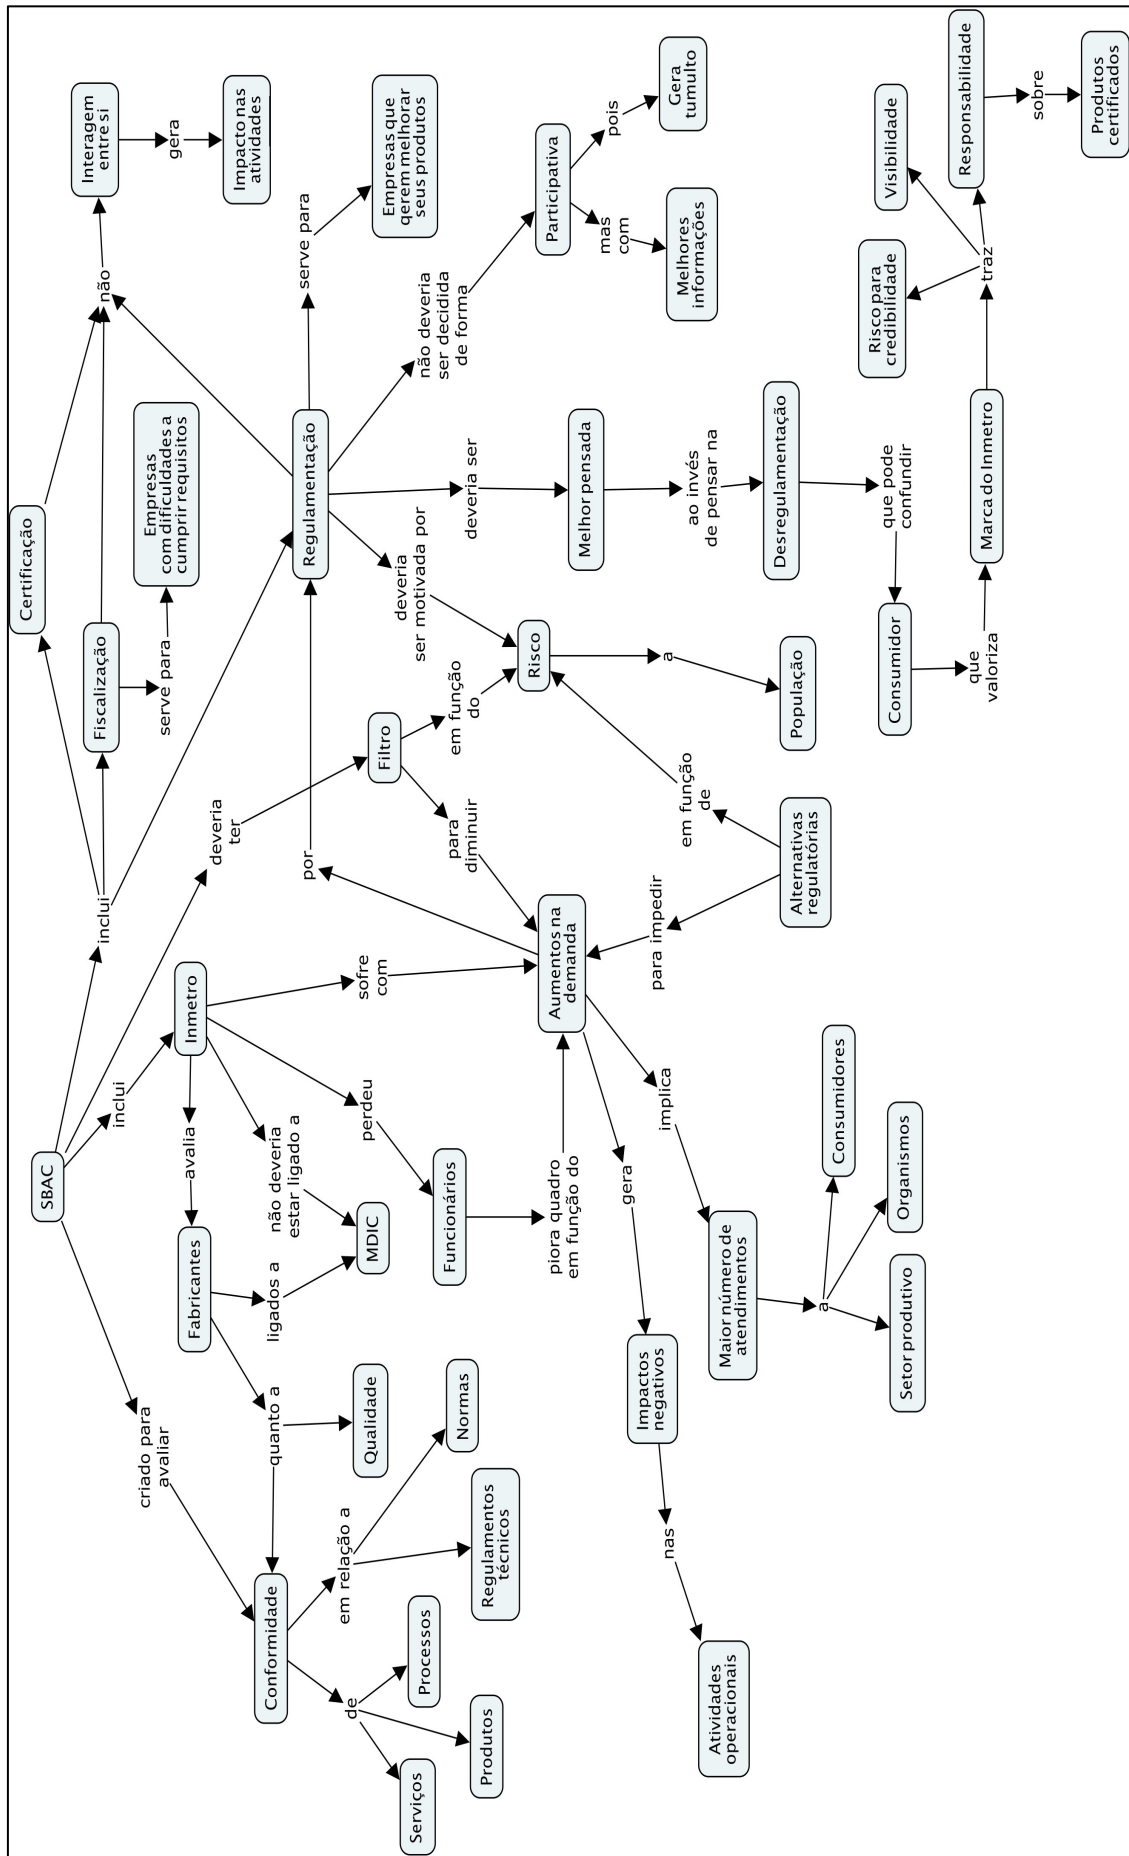 SBAC
criado para
avaliar
inclui
deveria
ter
inclui
Certificação
Fiscalização
serve para
Empresas
com dificuldades a
cumprir requisitos
não
Interagem
entre si
gera
Impacto nas
atividades
Inmetro
avalia
Fabricantes
não deveria
estar ligado a
ligados a
MDIC
perdeu
Funcionários
piora quadro
em função do
sofre
com
quanto a
Qualidade
Conformidade
em relação a
Normas
Regulamentos
técnicos
de
Serviços
Produtos
Processos
Regulamentação
serve para
Empresas que
qerem melhorar
seus produtos
não deveria
ser decidida
de forma
Participativa
pois
Gera
tumulto
mas
com
Melhores
informações
deveria ser
Melhor pensada
ao invés
de pensar na
Desregulamentação
que pode
confundir
Consumidor
que
valoriza
Marca do Inmetro
traz
Risco para
credibilidade
Visibilidade
Responsabilidade
sobre
Produtos
certificados
deveria
ser motivada por
Filtro
em função
do
Risco
a
População
para
diminuir
por
Aumentos na
demanda
para impedir
Alternativas
regulatórias
em função
de
gera
Impactos
negativos
nas
Atividades
operacionais
implica
Maior número de
atendimentos
a
Setor produtivo
Organismos
Consumidores